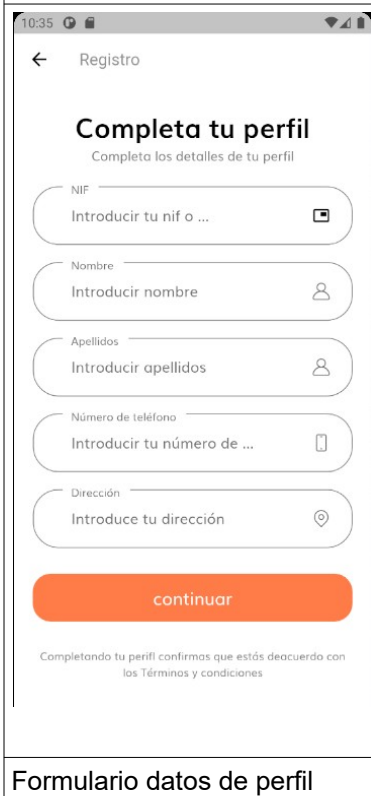 10:35
Registro
Completa tu perfil
Completa los detalles de tu perfil
NIF
Introducir tu nif o ...
Nombre
Introducir nombre
Apellidos
Introducir apellidos
Número de teléfono
Introducir tu número de ...
Dirección
Introduce tu dirección
continuar
Completando tu perifl confirmas que estás deacuerdo con
los Términos y condiciones
Formulario datos de perfil